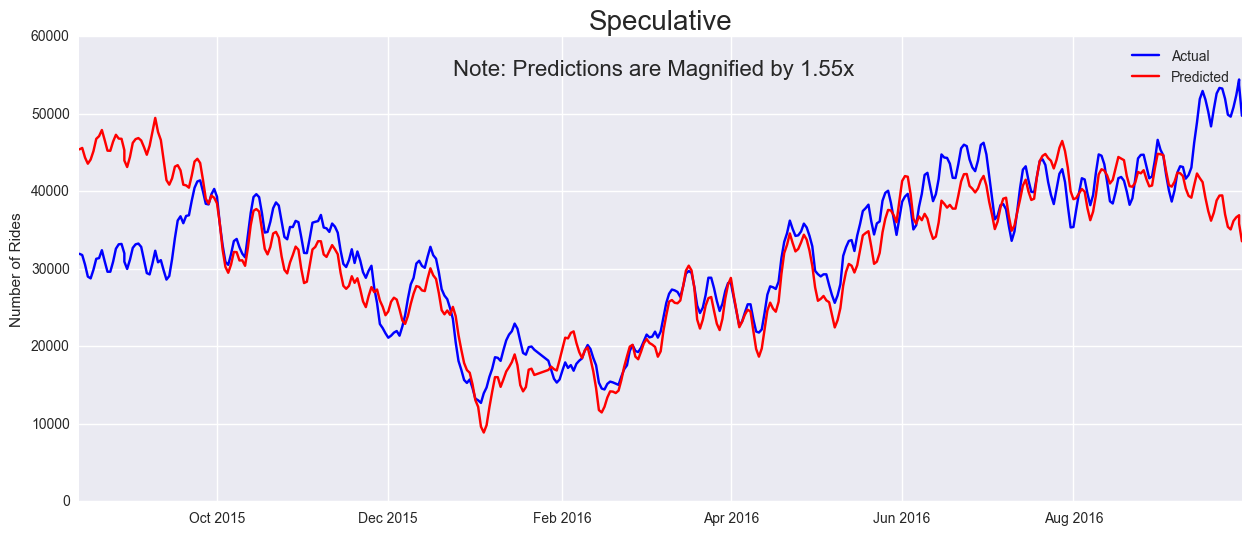 Speculative
Note: Predictions are Magnified by 1.55x
Actual
Predicted
Number of Rides
60000
50000
40000
30000
20000
10000
0
Oct 2015
Dec 2015
Feb 2016
Apr 2016
Jun 2016
Aug 2016